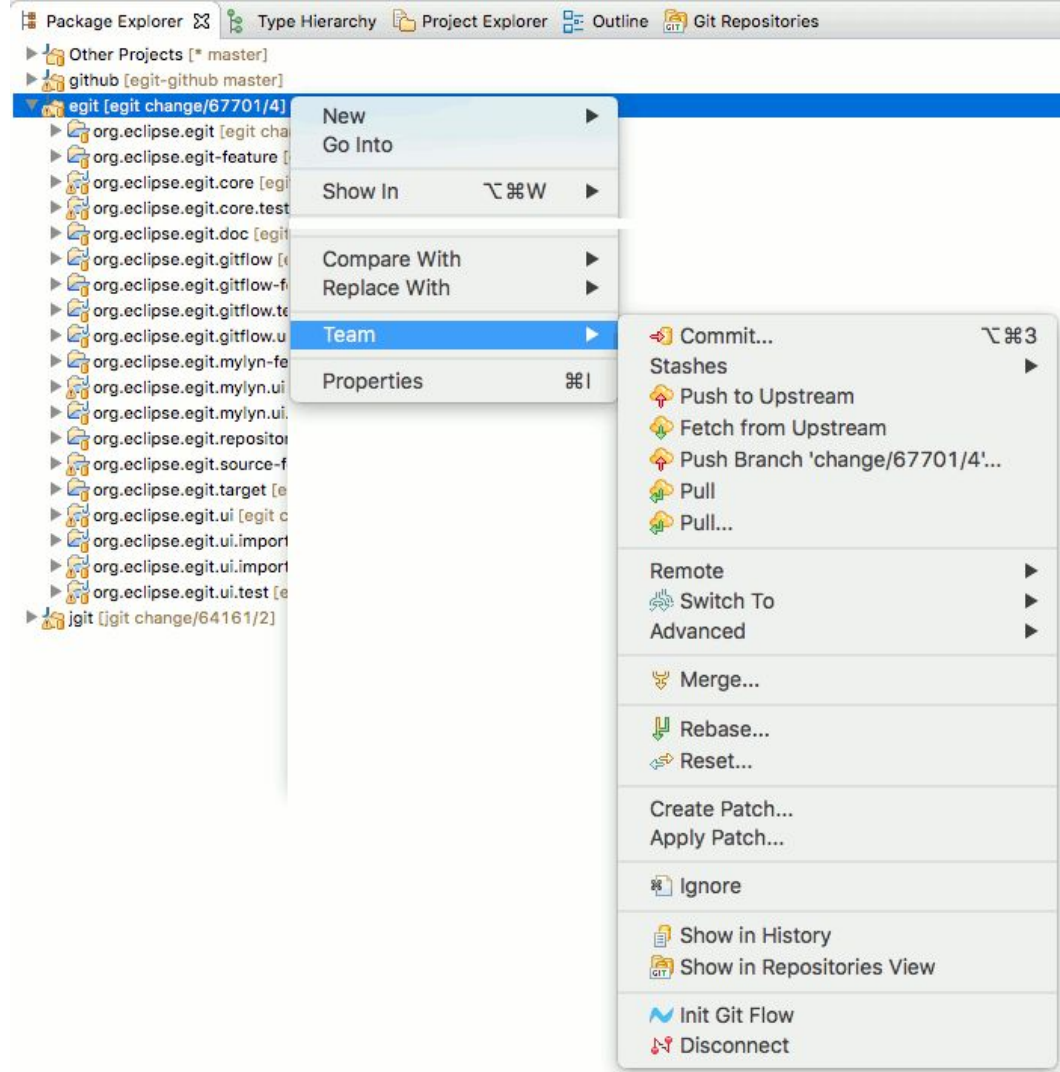 Package Explorer Type Hierarchy Project Explorer Outline Git Repositories
Other Projects [* master]
github [egit-github master]
egit [egit change/67701/4]
org.eclipse.egit [egit cha
org.eclipse.egit-feature [
org.eclipse.egit.core [egi
org.eclipse.egit.core.test
org.eclipse.egit.doc [egit
org.eclipse.egit.gitflow [e
org.eclipse.egit.gitflow-f
org.eclipse.egit.gitflow.te
org.eclipse.egit.gitflow.u
org.eclipse.egit.mylyn-fe
org.eclipse.egit.mylyn.ui
org.eclipse.egit.mylyn.ui.
org.eclipse.egit.repositor
org.eclipse.egit.source-f
org.eclipse.egit.target [e
org.eclipse.egit.ui [egit c
org.eclipse.egit.ui.import
org.eclipse.egit.ui.import
org.eclipse.egit.ui.test [e
jgit [jgit change/64161/2]
New
Go Into
Show In ⌥⌘W
Compare With
Replace With
Team
Properties ⌘I
Commit... ⌥⌘3
Stashes
Push to Upstream
Fetch from Upstream
Push Branch 'change/67701/4'...
Pull
Pull...
Remote
Switch To
Advanced
Merge...
Rebase...
Reset...
Create Patch...
Apply Patch...
Ignore
Show in History
Show in Repositories View
Init Git Flow
Disconnect